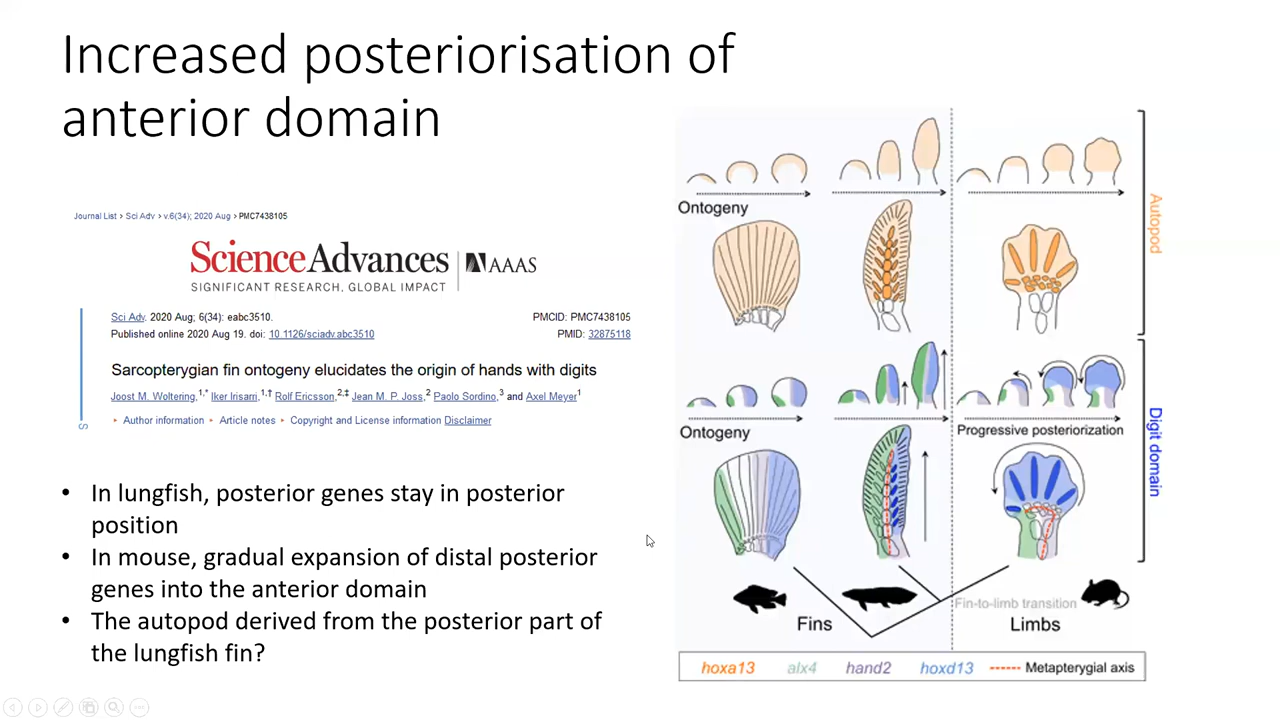 Increased posteriorisation of
anterior domain
Journal List > Sci Adv > v.6(34); 2020 Aug > PMC7438105
ScienceAdvances AAAS
SIGNIFICANT RESEARCH, GLOBAL IMPACT
Sci Adv. 2020 Aug; 6(34): eabc3510. PMCID: PMC7438105
Published online 2020 Aug 19. doi: 10.1126/sciadv.abc3510 PMID: 32875118
Sarcopterygian fin ontogeny elucidates the origin of hands with digits
Joost M. Woltering,1,* Iker Irisarri,1,† Rolf Ericsson,2,‡ Jean M. P. Joss,2 Paolo Sordino,3 and Axel Meyer1
▸ Author information ▸ Article notes ▸ Copyright and License information Disclaimer
S
• In lungfish, posterior genes stay in posterior
position
• In mouse, gradual expansion of distal posterior
genes into the anterior domain
• The autopod derived from the posterior part of
the lungfish fin?
Ontogeny
Autopod
Ontogeny
Progressive posteriorization
Digit domain
Fin-to-limb transition
Fins
Limbs
hoxa13 alx4 hand2 hoxd13 Metapterygial axis